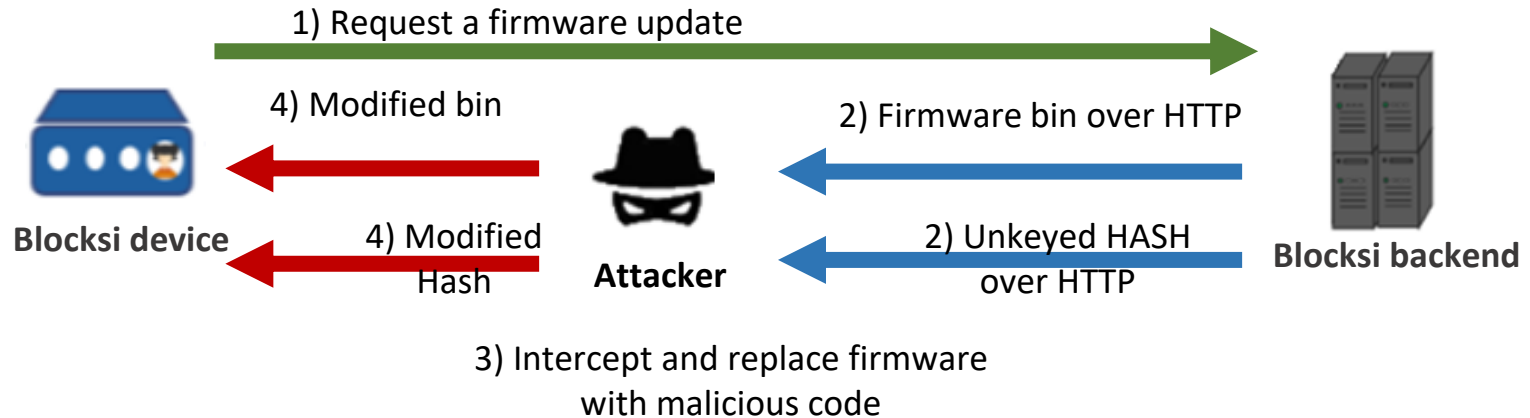 1) Request a firmware update
4) Modified bin
2) Firmware bin over HTTP
Blocksi device
4) Modified
Hash
Attacker
2) Unkeyed HASH
over HTTP
Blocksi backend
3) Intercept and replace firmware
with malicious code